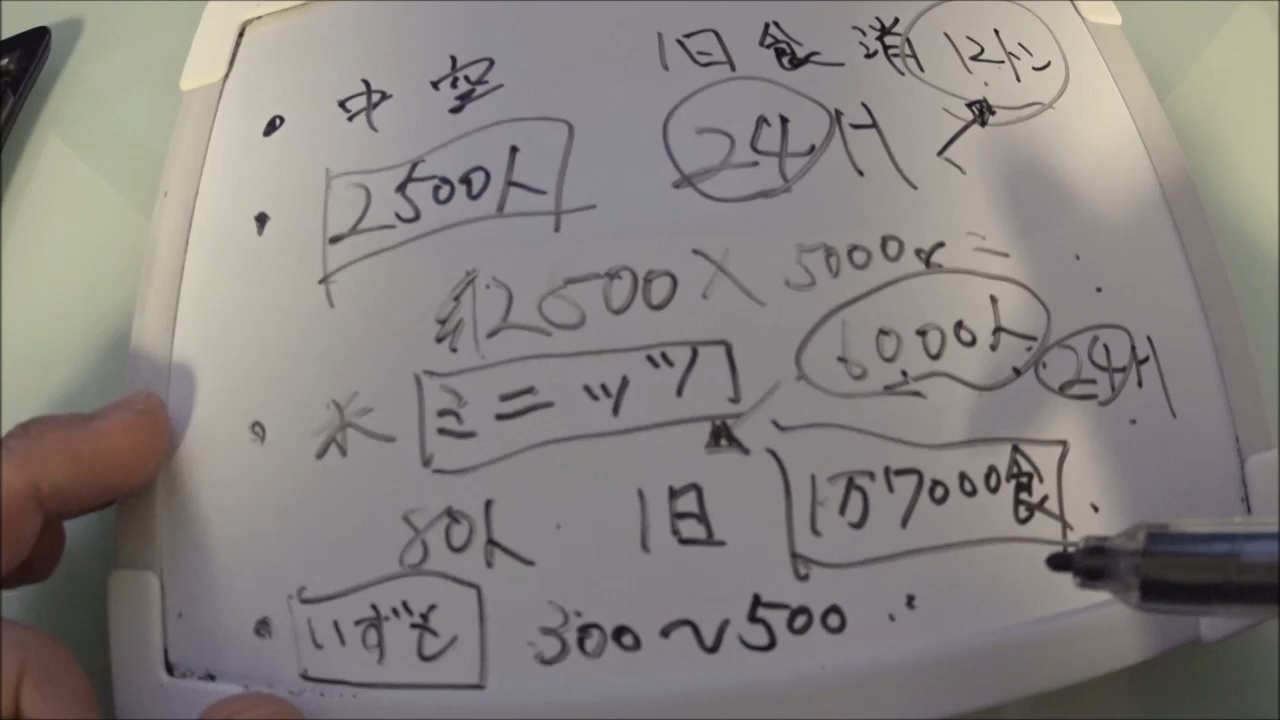 ・中空 1日食消 12トン
・2500人 24H
約2500×5000α=
6000人 24H
・米 ミニッツ
80人 1日 1万7000食
・いずも 300~500